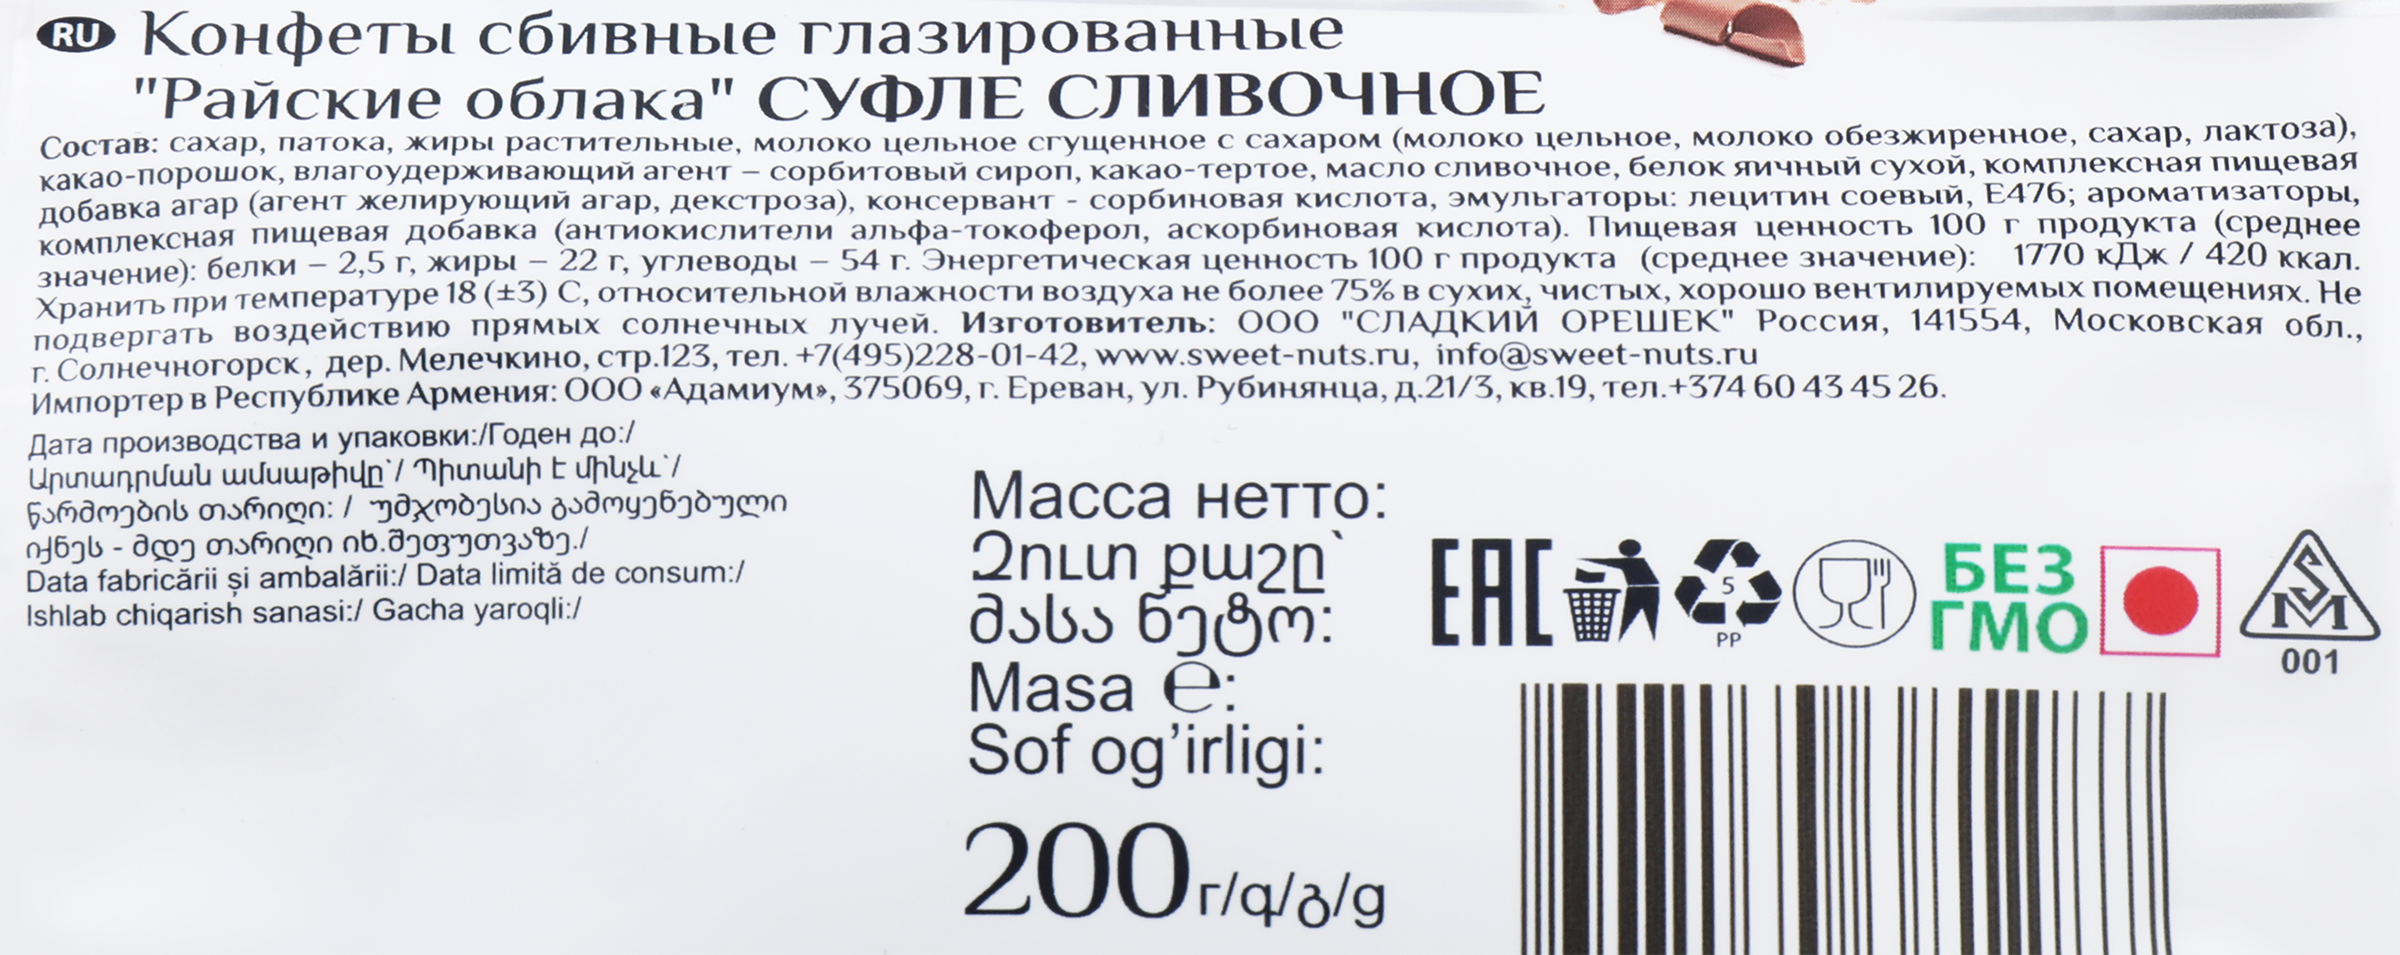 RU Конфеты сбивные глазированные
"Райские облака" СУФЛЕ СЛИВОЧНОЕ
Состав: сахар, патока, жиры растительные, молоко цельное сгущенное с сахаром (молоко цельное, молоко обезжиренное, сахар, лактоза),
какао-порошок, влагоудерживающий агент – сорбитовый сироп, какао-тертое, масло сливочное, белок яичный сухой, комплексная пищевая
добавка агар (агент желирующий агар, декстроза), консервант - сорбиновая кислота, эмульгаторы: лецитин соевый, Е476; ароматизаторы,
комплексная пищевая добавка (антиокислители альфа-токоферол, аскорбиновая кислота). Пищевая ценность 100 г продукта (среднее
значение): белки – 2,5 г, жиры – 22 г, углеводы – 54 г. Энергетическая ценность 100 г продукта (среднее значение): 1770 кДж / 420 ккал.
Хранить при температуре 18 (±3) С, относительной влажности воздуха не более 75% в сухих, чистых, хорошо вентилируемых помещениях. Не
подвергать воздействию прямых солнечных лучей. Изготовитель: ООО "СЛАДКИЙ ОРЕШЕК" Россия, 141554, Московская обл.,
г. Солнечногорск, дер. Мелечкино, стр.123, тел. +7(495)228-01-42, www.sweet-nuts.ru, info@sweet-nuts.ru
Импортер в Республике Армения: ООО «Адамиум», 375069, г. Ереван, ул. Рубинянца, д.21/3, кв.19, тел.+374 60 43 45 26.
Дата производства и упаковки:/Годен до:/
Արտադրման ամսաթիվը՝/ Պիտանի է մինչև՝/
წარმოების თარიღი: / უმჯობესია გამოყენებული
იქნეს - მდე თარიღი იხ.შეფუთვაზე./
Data fabricării și ambalării:/ Data limită de consum:/
Ishlab chiqarish sanasi:/ Gacha yaroqli:/
Масса нетто:
Զուտ քաշը՝
მასა ნეტო:
Masa ℮:
Sof og’irligi:
200 г/գ/გ/g
EAC
5
PP
БЕЗ
ГМО
SM
001